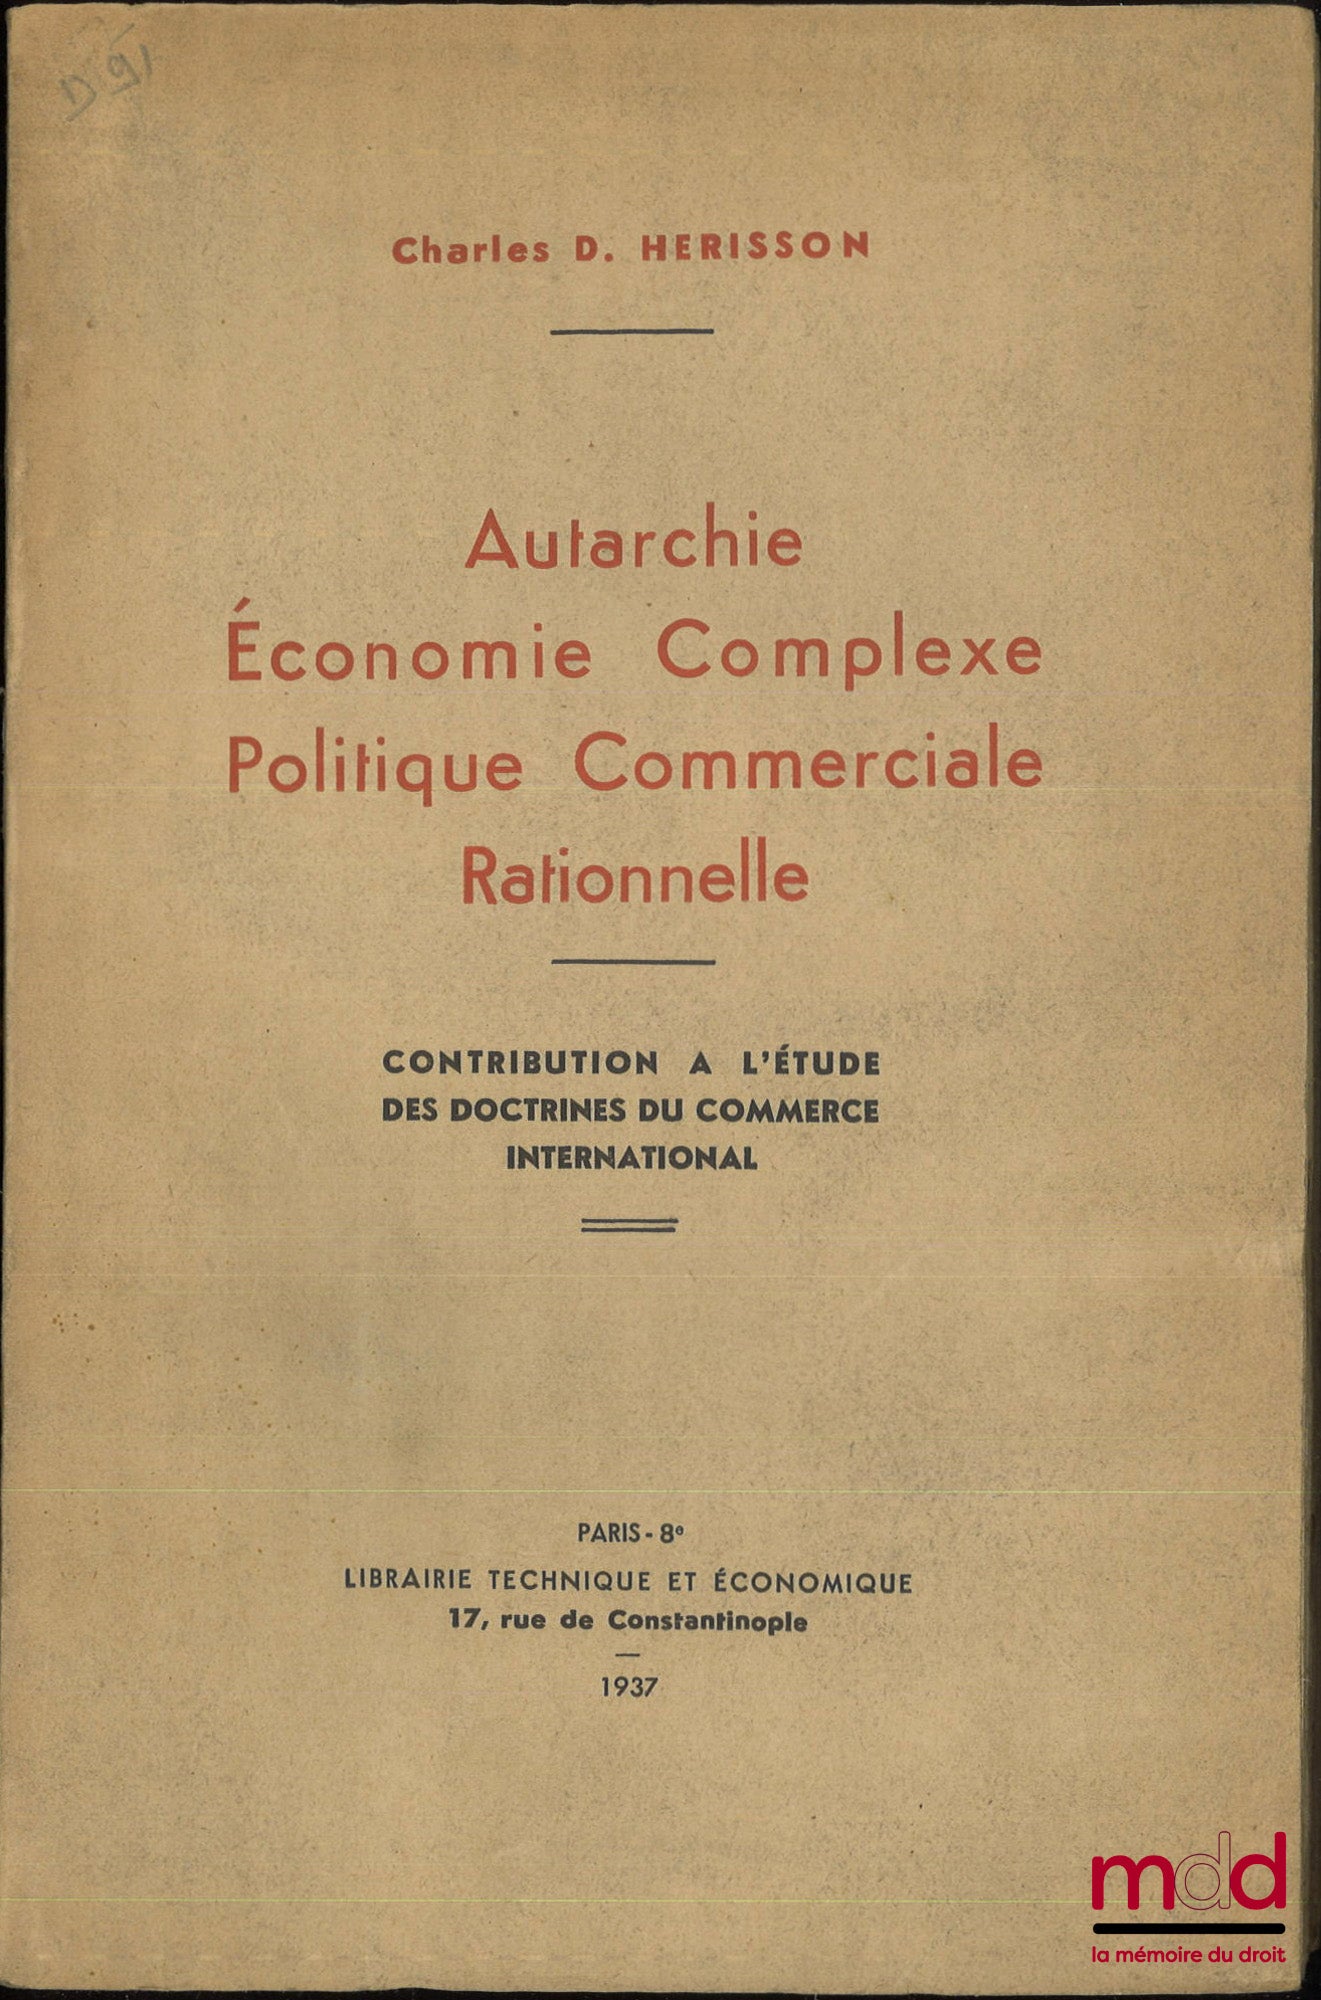 D 91
Charles D. HERISSON
Autarchie
Économie Complexe
Politique Commerciale
Rationnelle
CONTRIBUTION A L'ÉTUDE
DES DOCTRINES DU COMMERCE
INTERNATIONAL
PARIS - 8e
LIBRAIRIE TECHNIQUE ET ÉCONOMIQUE
17, rue de Constantinople
1937
mdd
la mémoire du droit